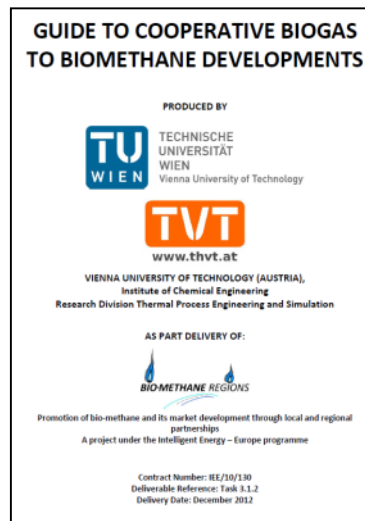 GUIDE TO COOPERATIVE BIOGAS
TO BIOMETHANE DEVELOPMENTS
PRODUCED BY
TU
WIEN
TECHNISCHE
UNIVERSITÄT
WIEN
Vienna University of Technology
TVT
www.thvt.at
VIENNA UNIVERSITY OF TECHNOLOGY (AUSTRIA),
Institute of Chemical Engineering
Research Division Thermal Process Engineering and Simulation
AS PART DELIVERY OF:
BIO-METHANE REGIONS
Promotion of bio-methane and its market development through local and regional
partnerships
A project under the Intelligent Energy – Europe programme
Contract Number: IEE/10/130
Deliverable Reference: Task 3.1.2
Delivery Date: December 2012